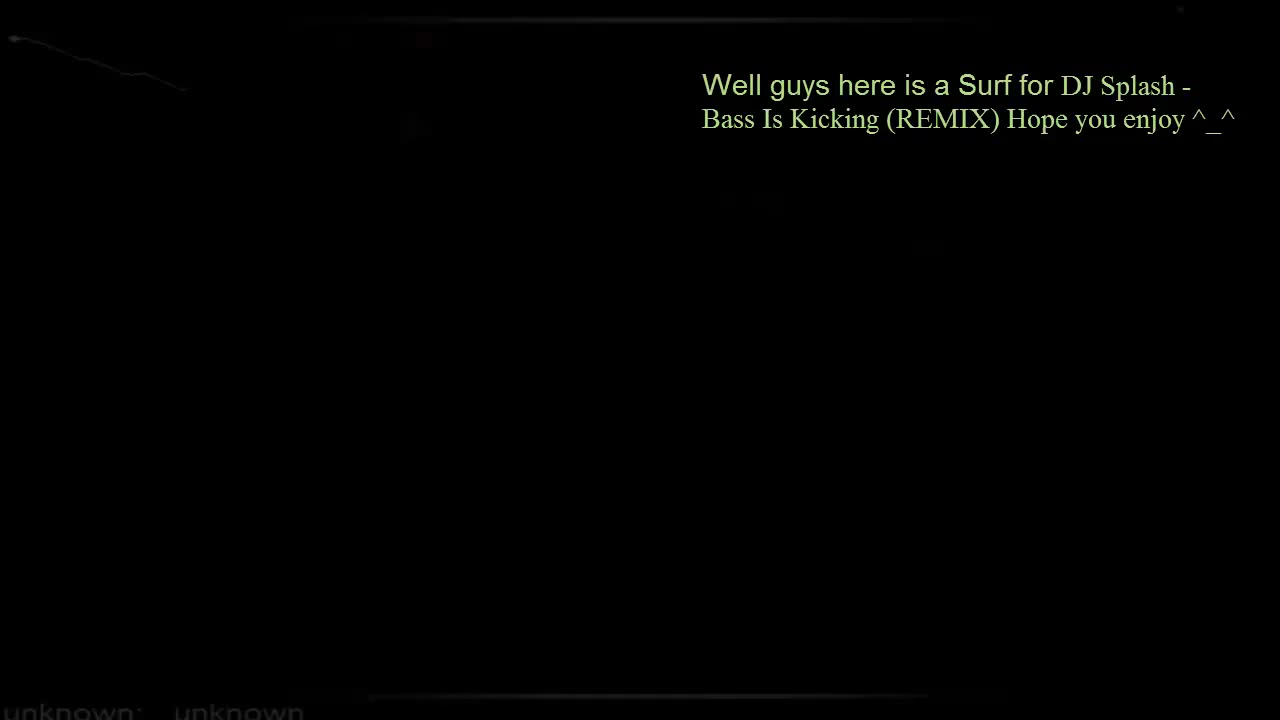 Well guys here is a Surf for DJ Splash -
Bass Is Kicking (REMIX) Hope you enjoy ^_^
unknown: unknown